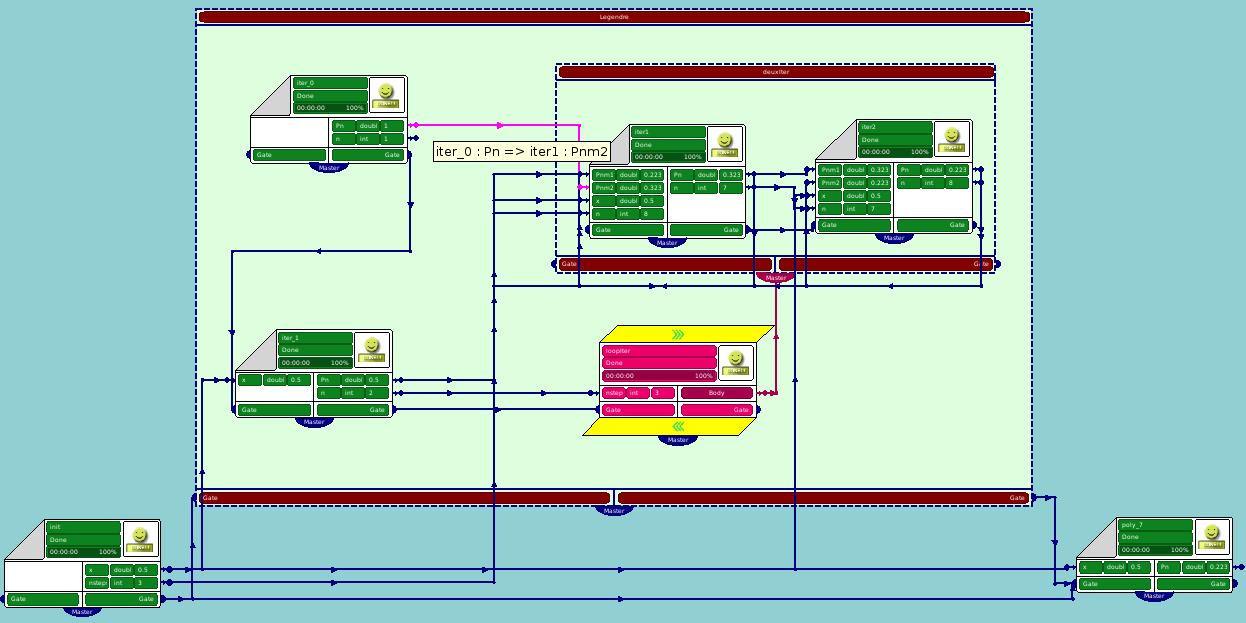 Legendre
iter_0
Done
00:00:00 100%
Pn doubl 1
n int 1
Gate Gate
Master
iter_0 : Pn => iter1 : Pnm2
deuxIter
iter1
Done
00:00:00 100%
Pnm1 doubl 0.223 Pn doubl 0.323
Pnm2 doubl 0.323 n int 7
x doubl 0.5
n int 8
Gate Gate
Master
iter2
Done
00:00:00 100%
Pnm1 doubl 0.323 Pn doubl 0.223
Pnm2 doubl 0.223 n int 8
x doubl 0.5
n int 7
Gate Gate
Master
Gate Gate
Master
iter_1
Done
00:00:00 100%
x doubl 0.5 Pn doubl 0.5
n int 2
Gate Gate
Master
loopIter
Done
00:00:00 100%
nstep int 3 Body
Gate Gate
Master
Gate Gate
Master
init
Done
00:00:00 100%
x doubl 0.5
nsteps int 3
Gate Gate
Master
poly_7
Done
00:00:00 100%
x doubl 0.5 Pn doubl 0.223
Gate Gate
Master